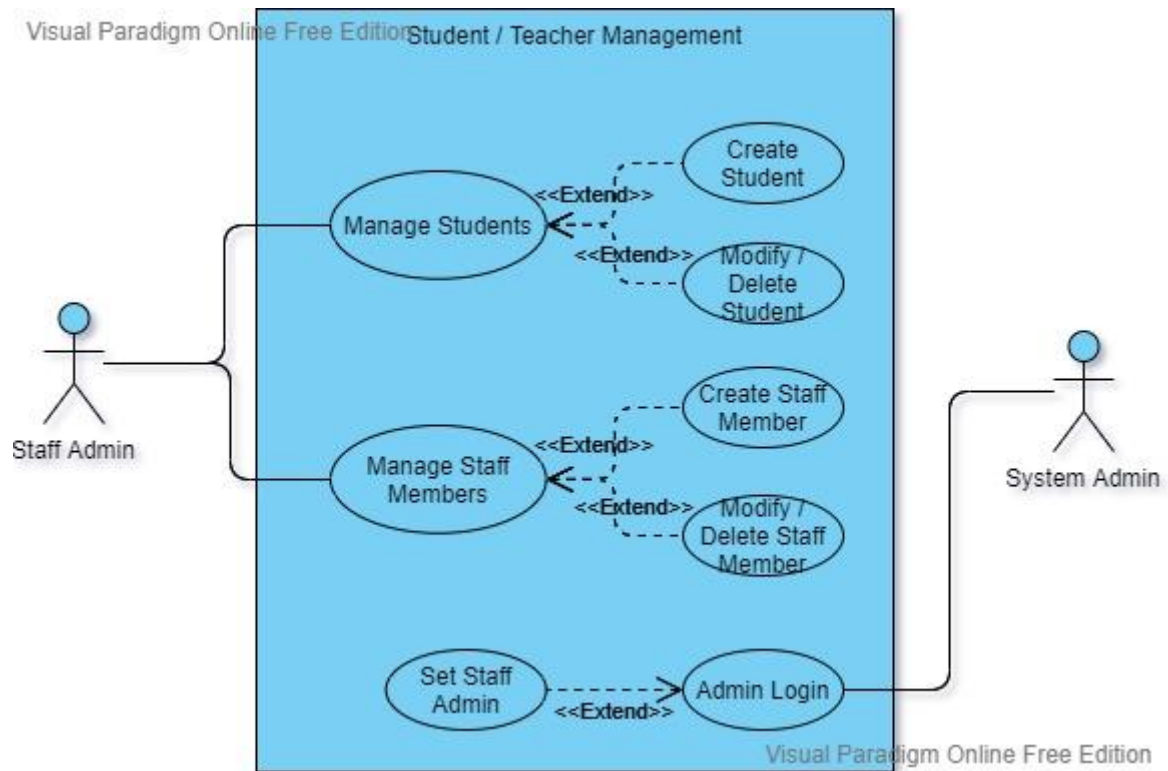 Visual Paradigm Online Free Edition
Student / Teacher Management
Create
Student
<<Extend>>
Manage Students
<<Extend>>
Modify /
Delete
Student
Staff Admin
Create Staff
Member
<<Extend>>
Manage Staff
Members
<<Extend>>
Modify /
Delete Staff
Member
System Admin
Set Staff
Admin
<<Extend>>
Admin Login
Visual Paradigm Online Free Edition